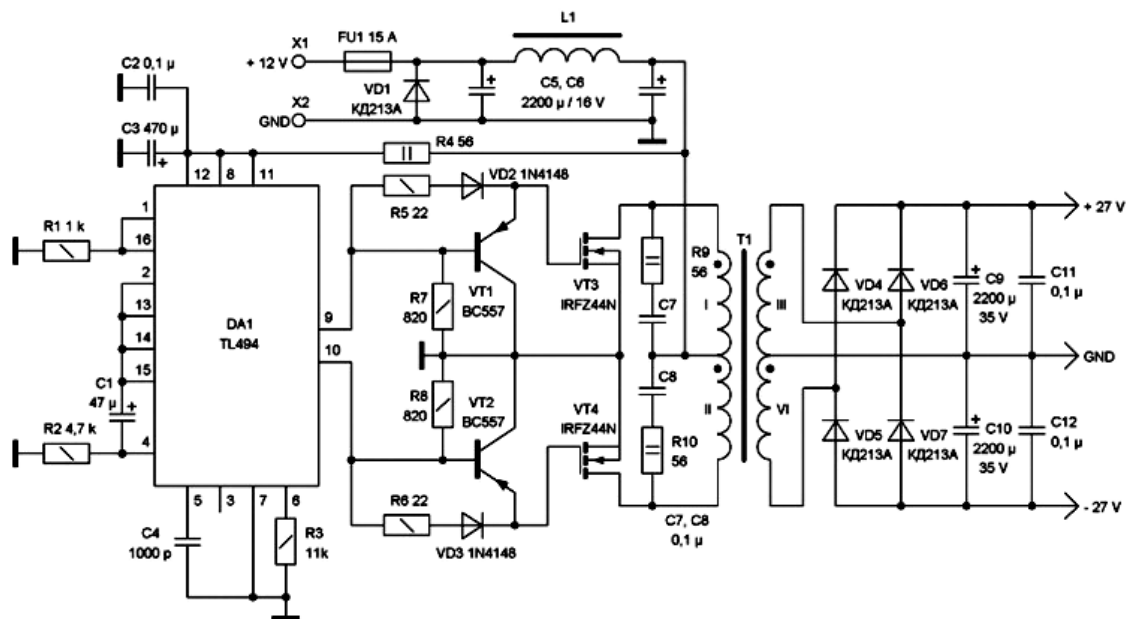 L1
X1
FU1 15 A
+ 12 V
C2 0,1 µ
VD1
КД213А
C5, C6
2200 µ / 16 V
X2
GND
C3 470 µ
R4 56
12
8
11
VD2 1N4148
1
R1 1 k
16
R5 22
2
13
DA1
TL494
14
15
9
10
R7
820
VT1
BC557
VT3
IRFZ44N
R9
56
C7
I
T1
III
VD4
КД213А
VD6
КД213А
C9
2200 µ
35 V
C11
0,1 µ
+ 27 V
GND
C1
47 µ
R2 4,7 k
4
R8
820
VT2
BC557
VT4
IRFZ44N
C8
R10
56
II
VI
VD5
КД213А
VD7
КД213А
C10
2200 µ
35 V
C12
0,1 µ
- 27 V
5
3
7
6
R6 22
C4
1000 p
R3
11k
VD3 1N4148
C7, C8
0,1 µ